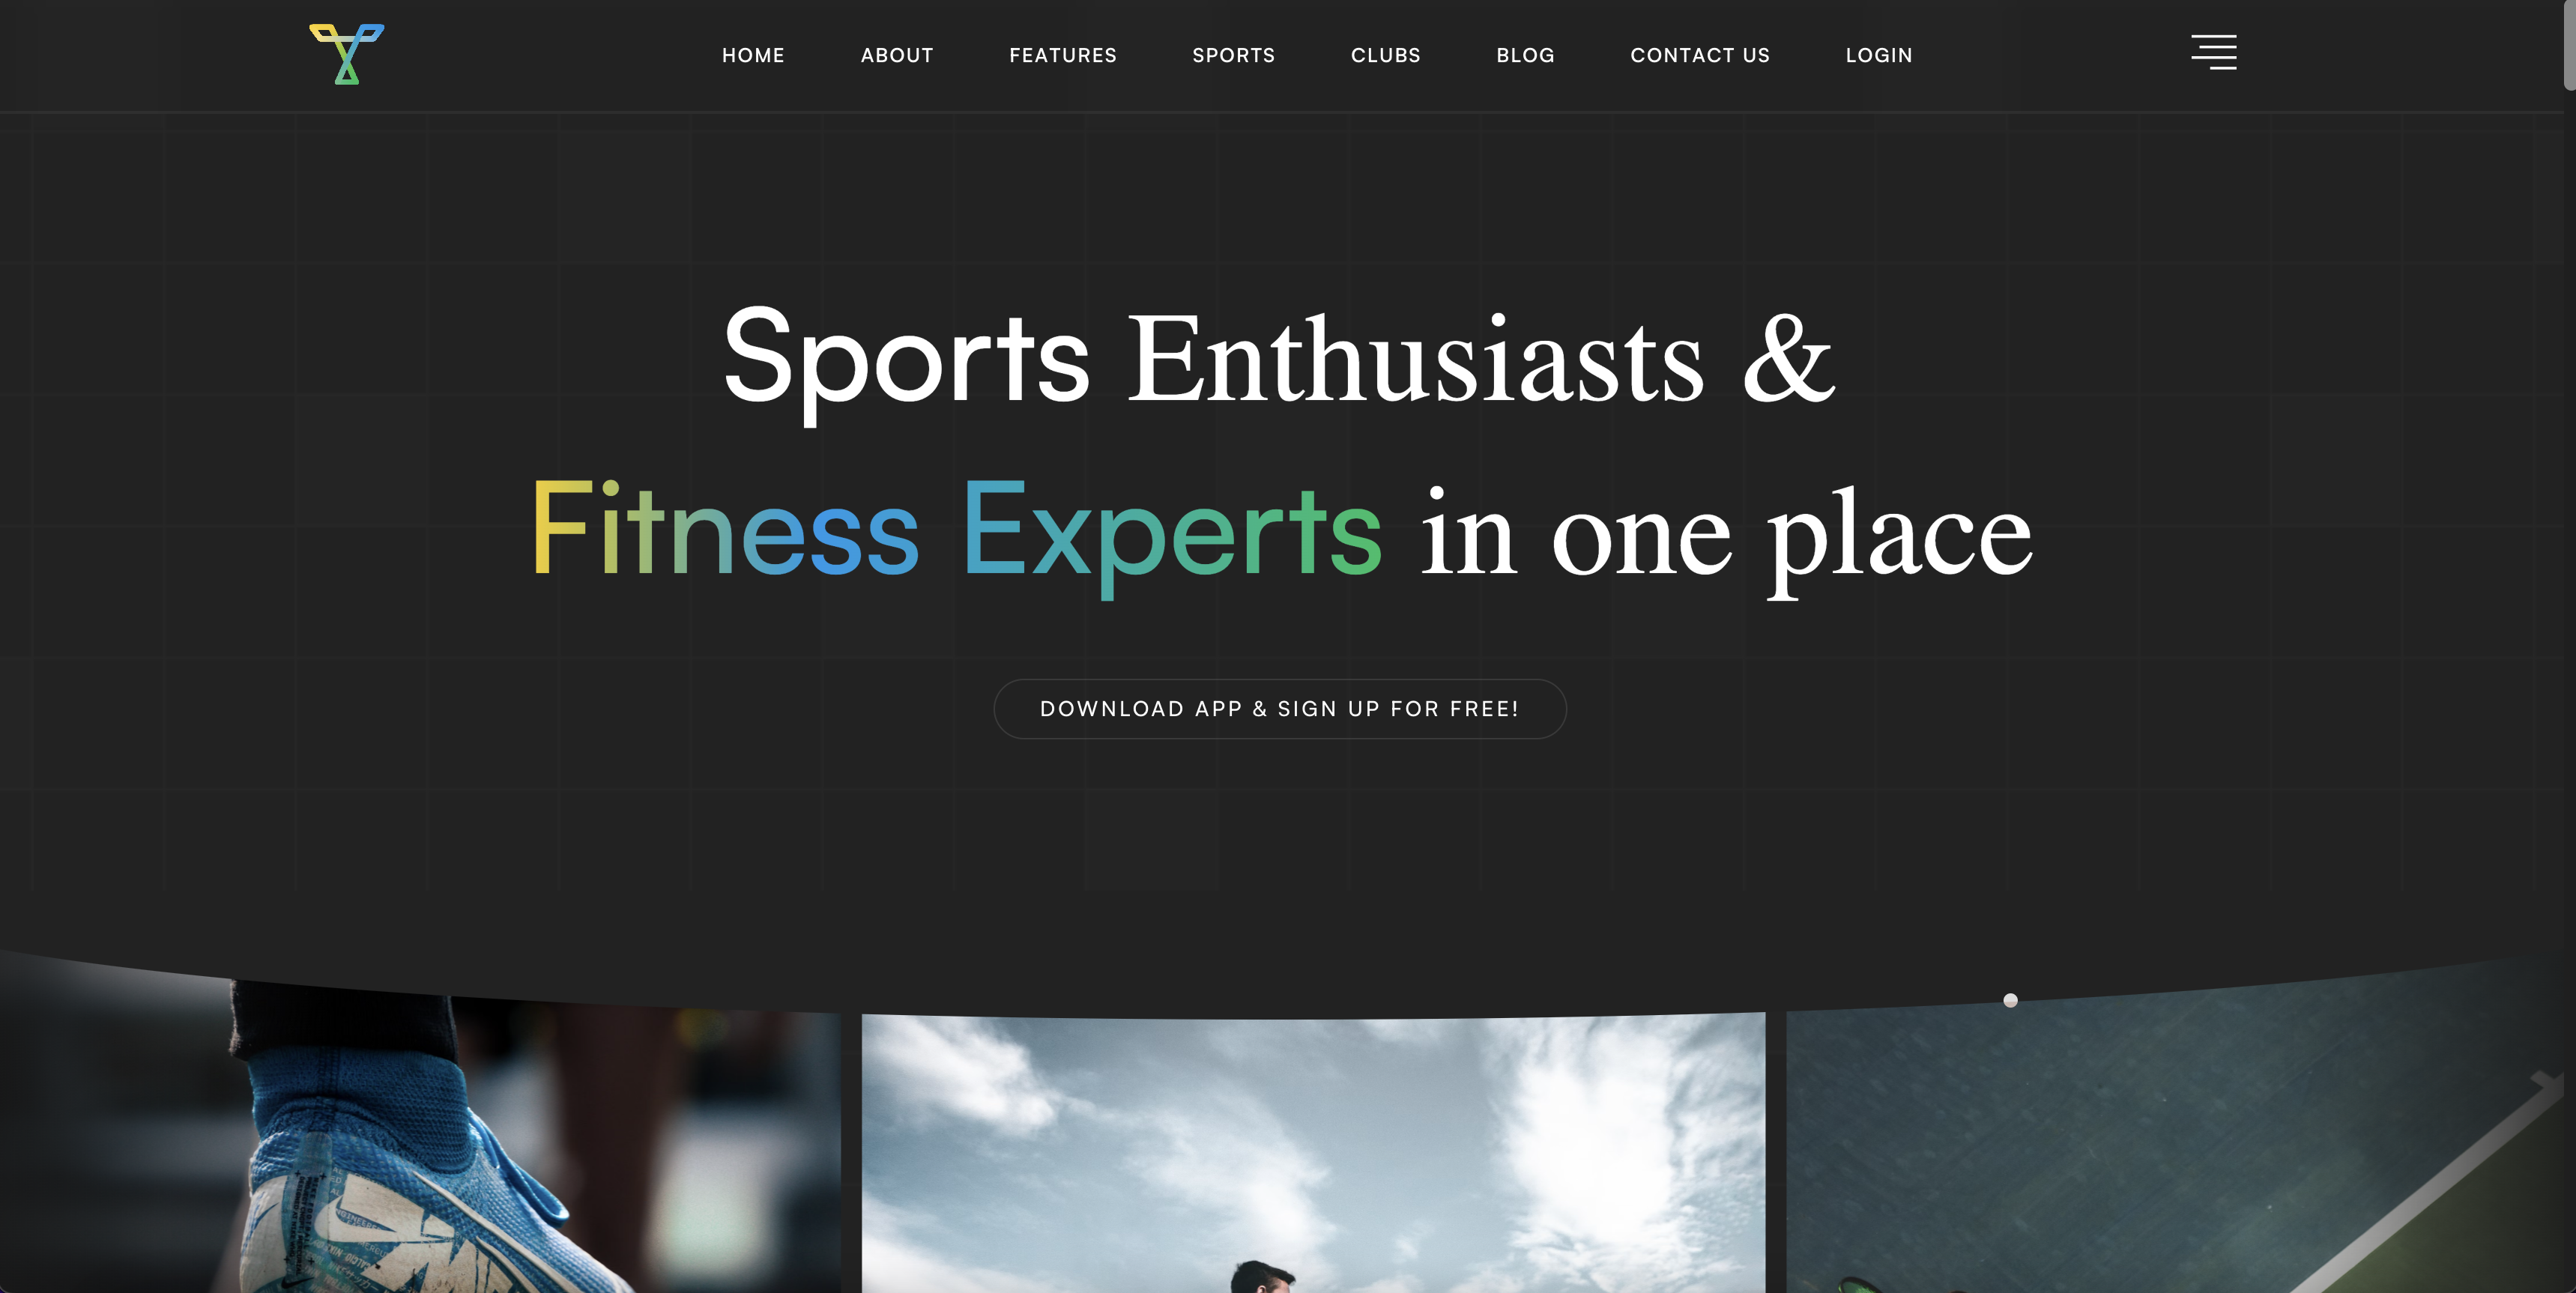 HOME ABOUT FEATURES SPORTS CLUBS BLOG CONTACT US LOGIN
Sports Enthusiasts &
Fitness Experts in one place
DOWNLOAD APP & SIGN UP FOR FREE!